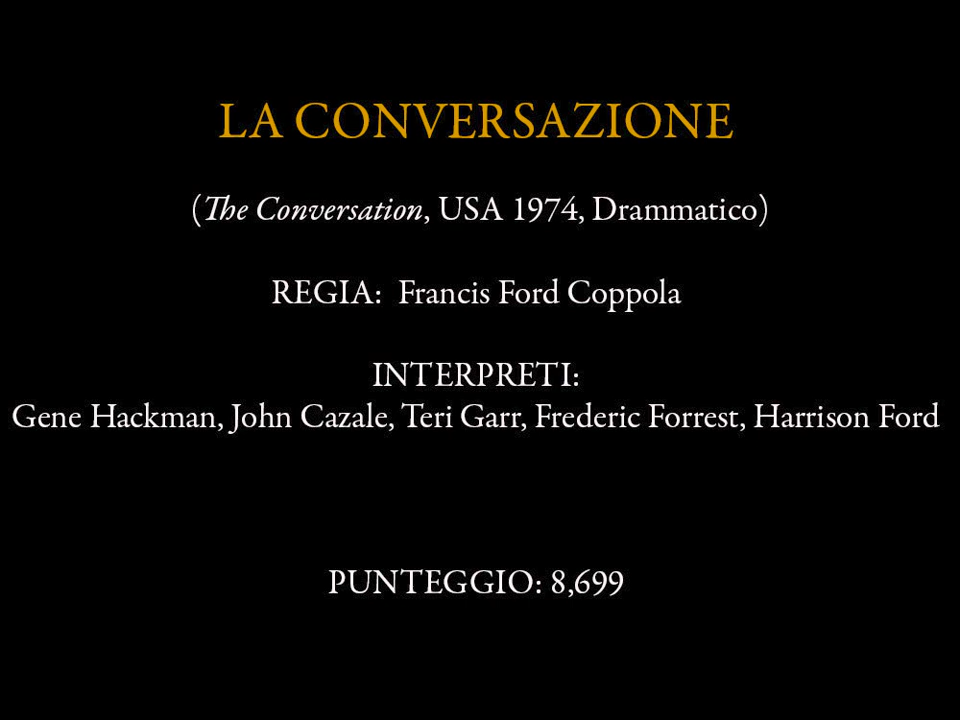 LA CONVERSAZIONE
(The Conversation, USA 1974, Drammatico)
REGIA: Francis Ford Coppola
INTERPRETI:
Gene Hackman, John Cazale, Teri Garr, Frederic Forrest, Harrison Ford
PUNTEGGIO: 8,699